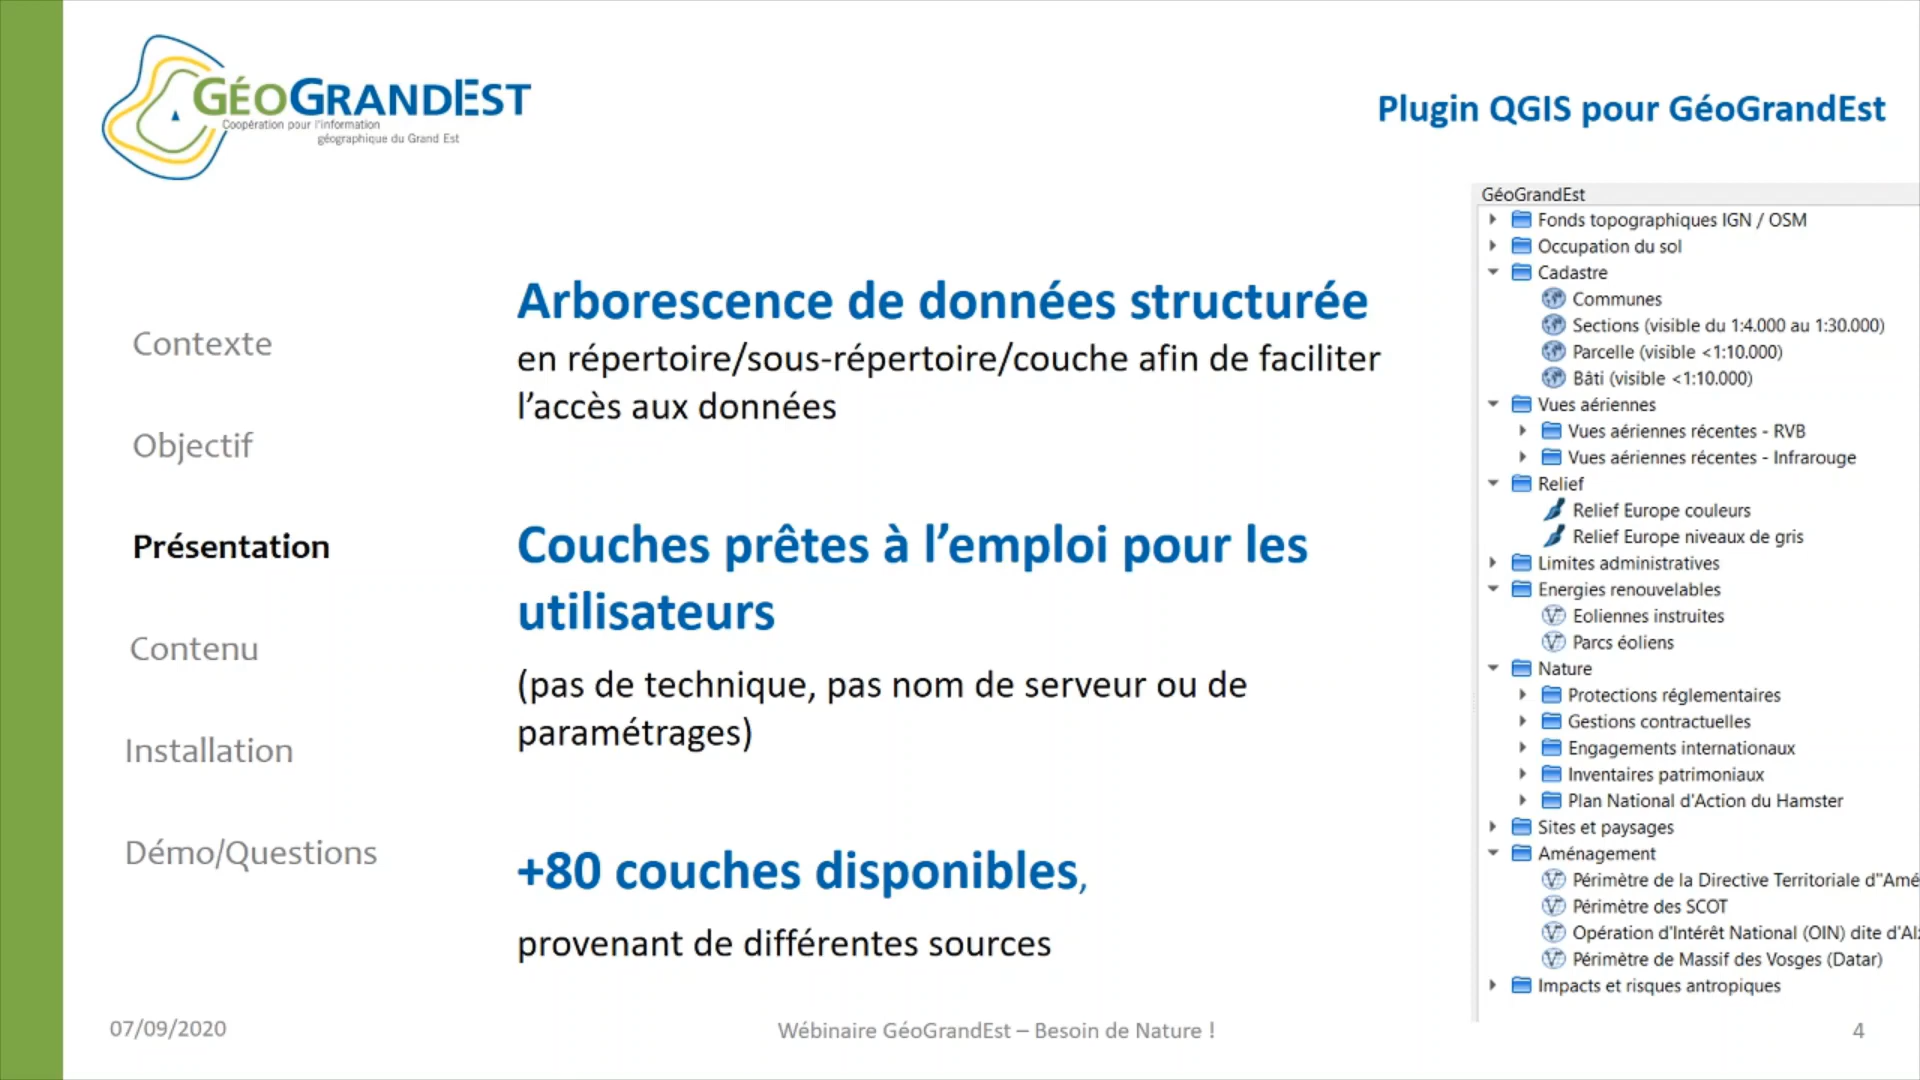 GÉOGRANDEST
Coopération pour l'information
géographique du Grand Est
Plugin QGIS pour GéoGrandEst
Contexte
Objectif
Présentation
Contenu
Installation
Démo/Questions
Arborescence de données structurée
en répertoire/sous-répertoire/couche afin de faciliter
l’accès aux données
Couches prêtes à l’emploi pour les
utilisateurs
(pas de technique, pas nom de serveur ou de
paramétrages)
+80 couches disponibles,
provenant de différentes sources
GéoGrandEst
Fonds topographiques IGN / OSM
Occupation du sol
Cadastre
Communes
Sections (visible du 1:4.000 au 1:30.000)
Parcelle (visible <1:10.000)
Bâti (visible <1:10.000)
Vues aériennes
Vues aériennes récentes - RVB
Vues aériennes récentes - Infrarouge
Relief
Relief Europe couleurs
Relief Europe niveaux de gris
Limites administratives
Energies renouvelables
Eoliennes instruites
Parcs éoliens
Nature
Protections réglementaires
Gestions contractuelles
Engagements internationaux
Inventaires patrimoniaux
Plan National d'Action du Hamster
Sites et paysages
Aménagement
Périmètre de la Directive Territoriale d"Amé
Périmètre des SCOT
Opération d'Intérêt National (OIN) dite d'Al
Périmètre de Massif des Vosges (Datar)
Impacts et risques antropiques
07/09/2020
Wébinaire GéoGrandEst – Besoin de Nature !
4